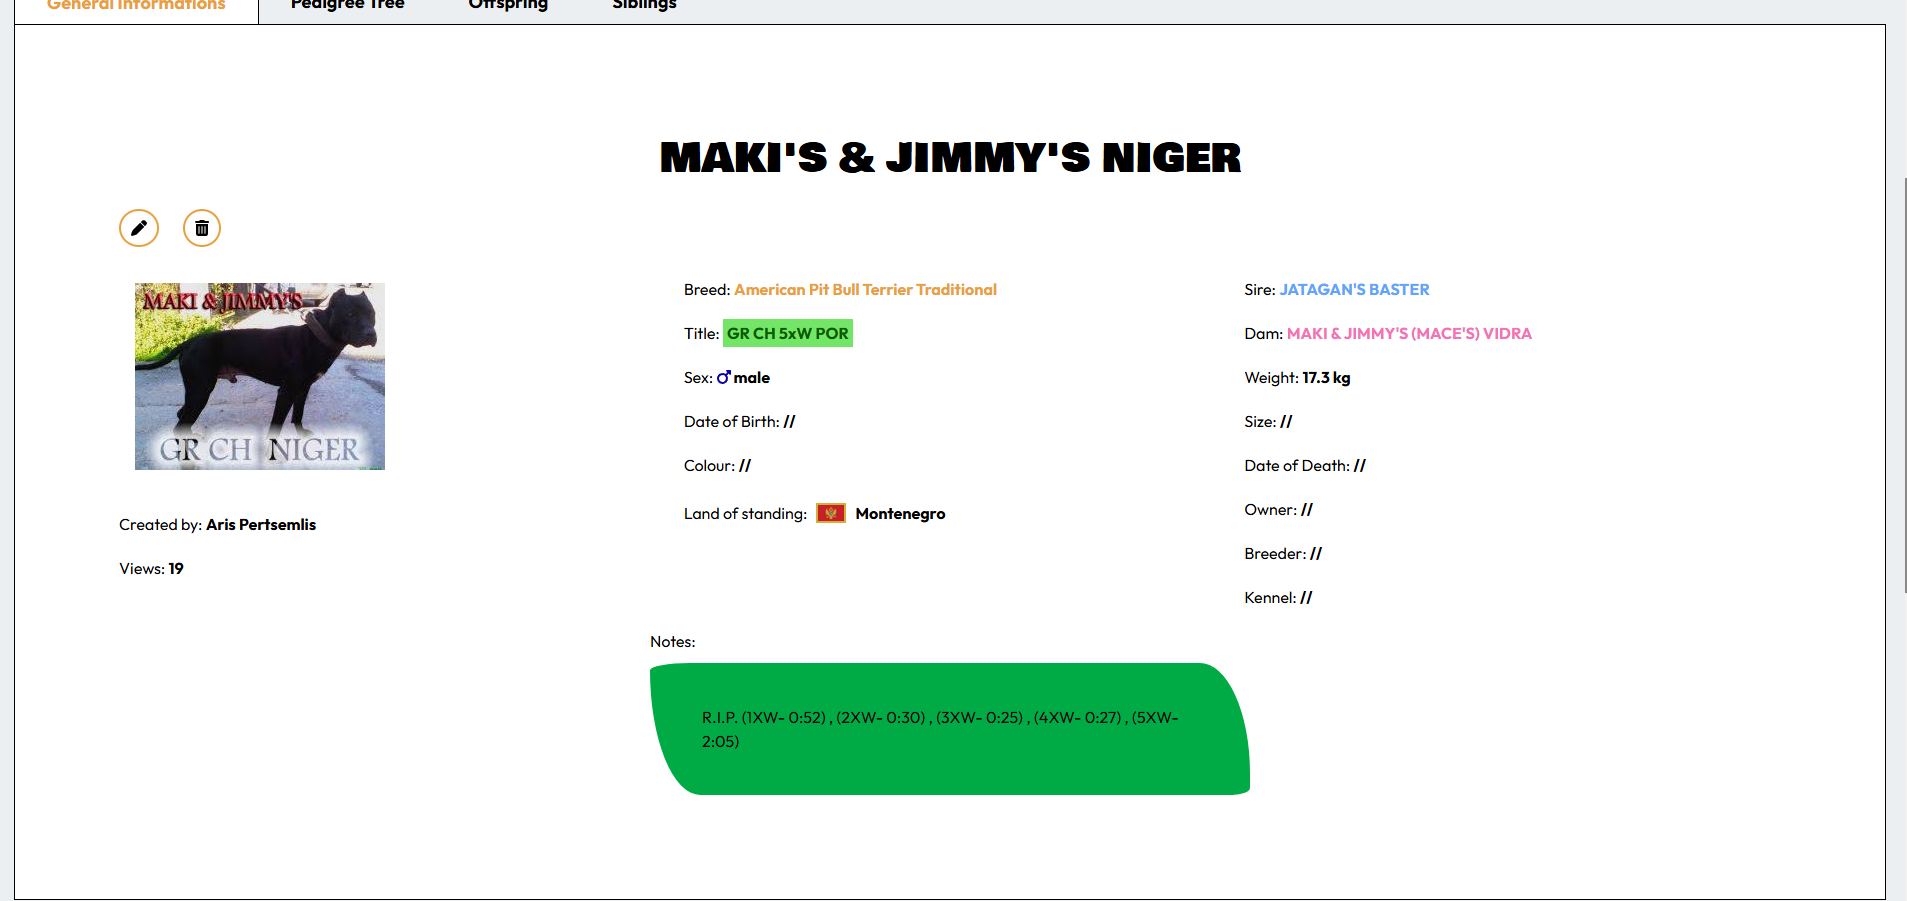 General Informations
Pedigree Tree
Offspring
Siblings
MAKI'S & JIMMY'S NIGER
MAKI & JIMMY'S
GR CH NIGER
Created by: Aris Pertsemlis
Views: 19
Breed: American Pit Bull Terrier Traditional
Title: GR CH 5xW POR
Sex: ♂ male
Date of Birth: //
Colour: //
Land of standing: Montenegro
Sire: JATAGAN'S BASTER
Dam: MAKI & JIMMY'S (MACE'S) VIDRA
Weight: 17.3 kg
Size: //
Date of Death: //
Owner: //
Breeder: //
Kennel: //
Notes:
R.I.P. (1XW- 0:52) , (2XW- 0:30) , (3XW- 0:25) , (4XW- 0:27) , (5XW-
2:05)